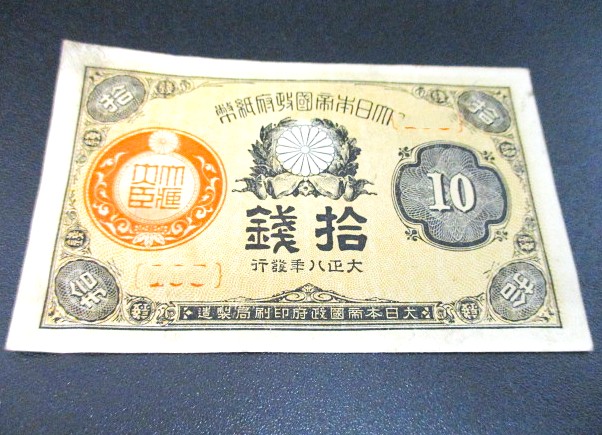 大日本帝國政府紙幣
拾
大藏
大臣
10
拾錢
大正八年發行
拾
大日本帝國政府印刷局製造